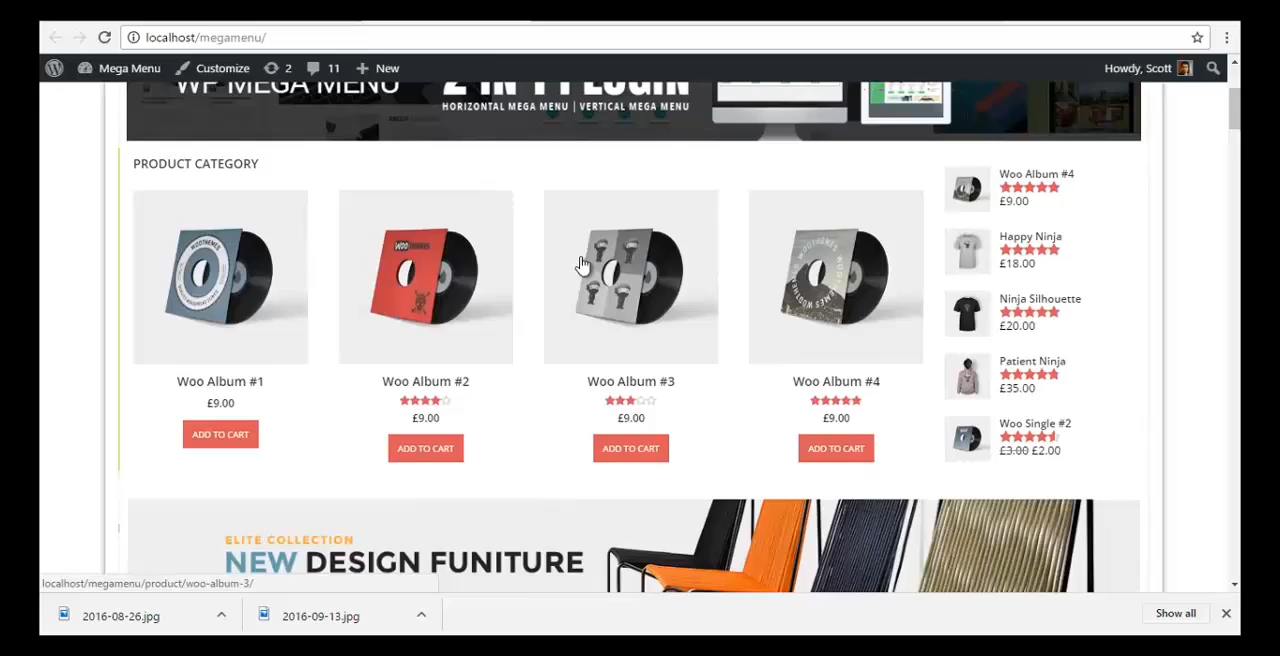 localhost/megamenu/
Mega Menu Customize 2 11 New
Howdy, Scott
WP MEGA MENU
2 IN 1 PLUGIN
HORIZONTAL MEGA MENU | VERTICAL MEGA MENU
PRODUCT CATEGORY
WOOTHEMES
WOOTHEMES
WOOTHEMES
Woo Album #1
£9.00
ADD TO CART
Woo Album #2
£9.00
ADD TO CART
Woo Album #3
£9.00
ADD TO CART
Woo Album #4
£9.00
ADD TO CART
Woo Album #4
£9.00
Happy Ninja
£18.00
Ninja Silhouette
£20.00
Patient Ninja
£35.00
Woo Single #2
£3.00 £2.00
ELITE COLLECTION
NEW DESIGN FUNITURE
localhost/megamenu/product/woo-album-3/
2016-08-26.jpg
2016-09-13.jpg
Show all